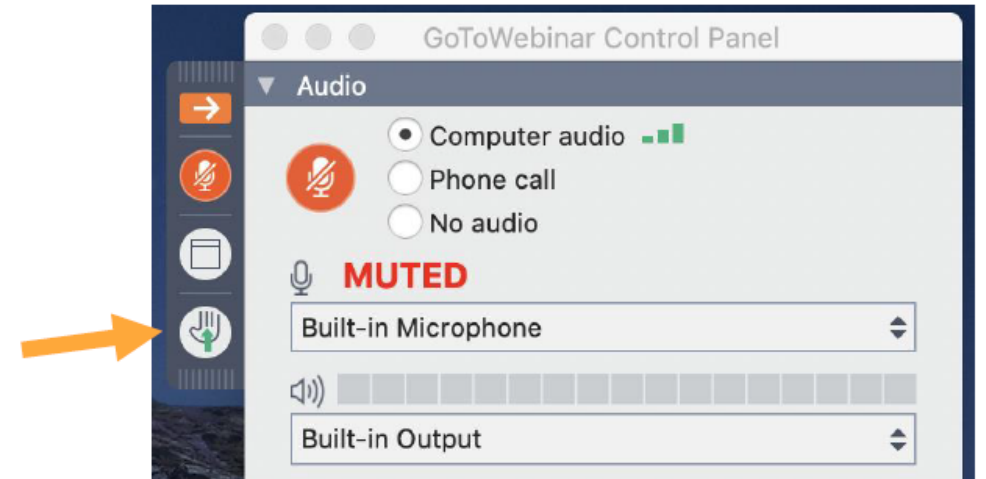 GoToWebinar Control Panel
Audio
Computer audio
Phone call
No audio
MUTED
Built-in Microphone
Built-in Output